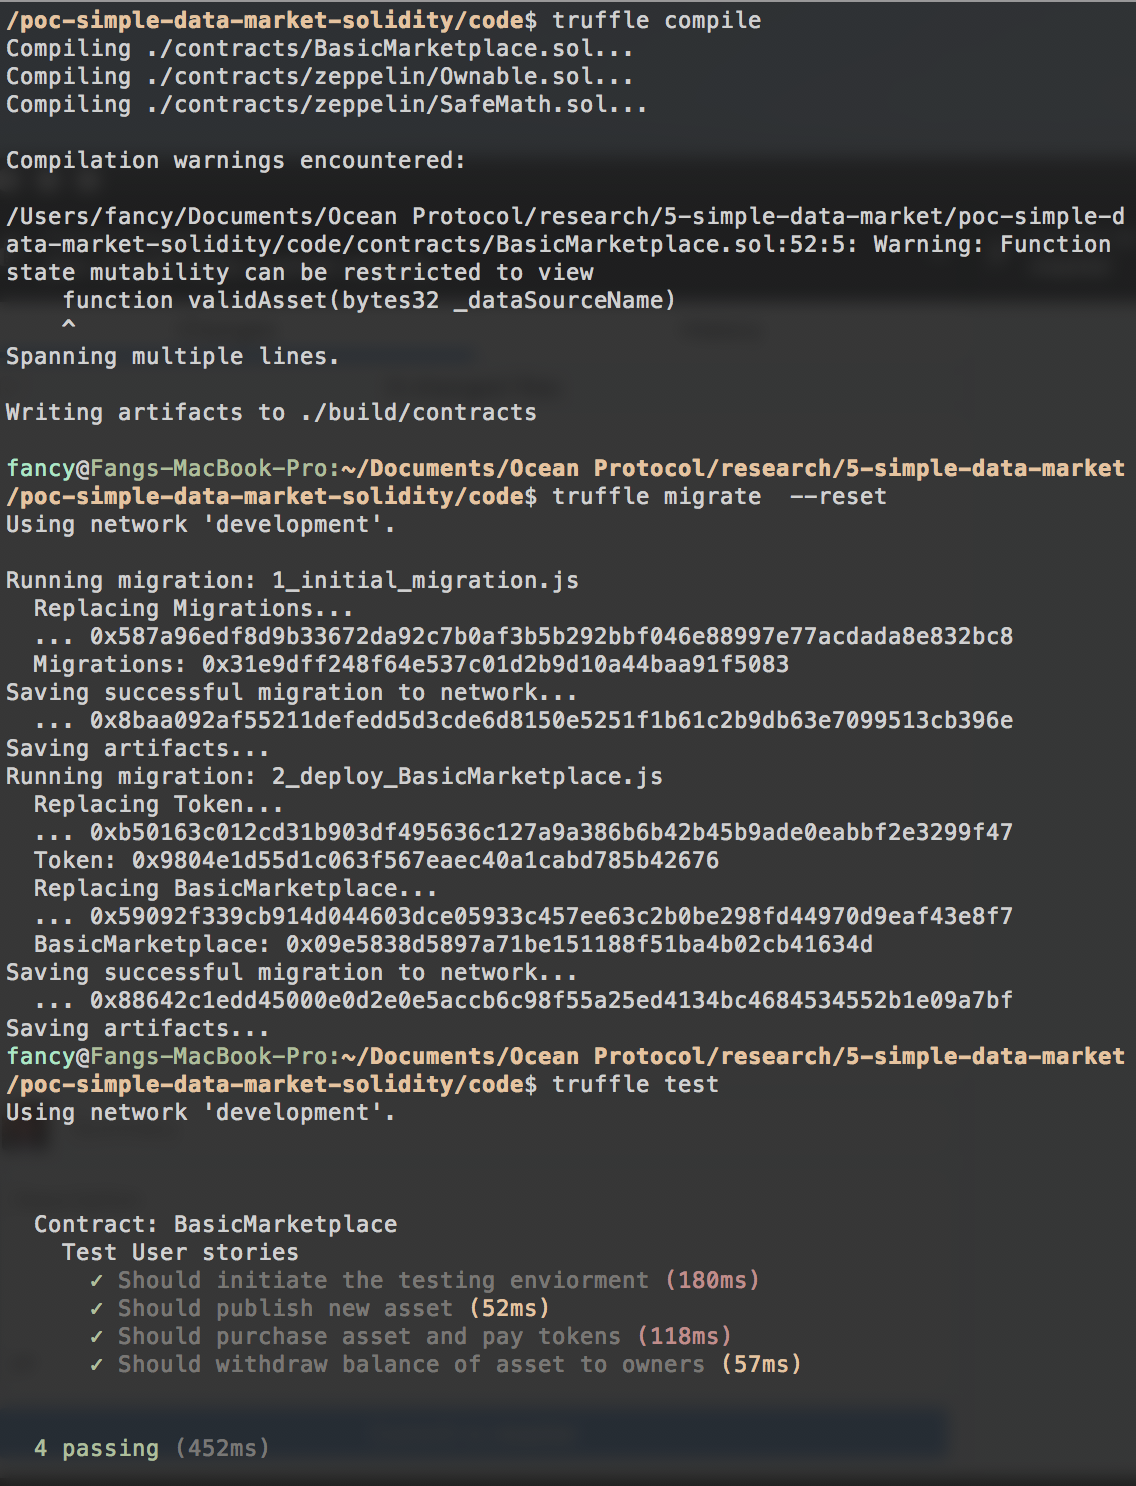 /poc-simple-data-market-solidity/code$ truffle compile
Compiling ./contracts/BasicMarketplace.sol...
Compiling ./contracts/zeppelin/Ownable.sol...
Compiling ./contracts/zeppelin/SafeMath.sol...
Compilation warnings encountered:
/Users/fancy/Documents/Ocean Protocol/research/5-simple-data-market/poc-simple-d
ata-market-solidity/code/contracts/BasicMarketplace.sol:52:5: Warning: Function
state mutability can be restricted to view
    function validAsset(bytes32 _dataSourceName)
    ^
Spanning multiple lines.
Writing artifacts to ./build/contracts
fancy@Fangs-MacBook-Pro:~/Documents/Ocean Protocol/research/5-simple-data-market
/poc-simple-data-market-solidity/code$ truffle migrate  --reset
Using network 'development'.
Running migration: 1_initial_migration.js
  Replacing Migrations...
  ... 0x587a96edf8d9b33672da92c7b0af3b5b292bbf046e88997e77acdada8e832bc8
  Migrations: 0x31e9dff248f64e537c01d2b9d10a44baa91f5083
Saving successful migration to network...
  ... 0x8baa092af55211defedd5d3cde6d8150e5251f1b61c2b9db63e7099513cb396e
Saving artifacts...
Running migration: 2_deploy_BasicMarketplace.js
  Replacing Token...
  ... 0xb50163c012cd31b903df495636c127a9a386b6b42b45b9ade0eabbf2e3299f47
  Token: 0x9804e1d55d1c063f567eaec40a1cabd785b42676
  Replacing BasicMarketplace...
  ... 0x59092f339cb914d044603dce05933c457ee63c2b0be298fd44970d9eaf43e8f7
  BasicMarketplace: 0x09e5838d5897a71be151188f51ba4b02cb41634d
Saving successful migration to network...
  ... 0x88642c1edd45000e0d2e0e5accb6c98f55a25ed4134bc4684534552b1e09a7bf
Saving artifacts...
fancy@Fangs-MacBook-Pro:~/Documents/Ocean Protocol/research/5-simple-data-market
/poc-simple-data-market-solidity/code$ truffle test
Using network 'development'.
  Contract: BasicMarketplace
    Test User stories
      ✓ Should initiate the testing enviorment (180ms)
      ✓ Should publish new asset (52ms)
      ✓ Should purchase asset and pay tokens (118ms)
      ✓ Should withdraw balance of asset to owners (57ms)
  4 passing (452ms)